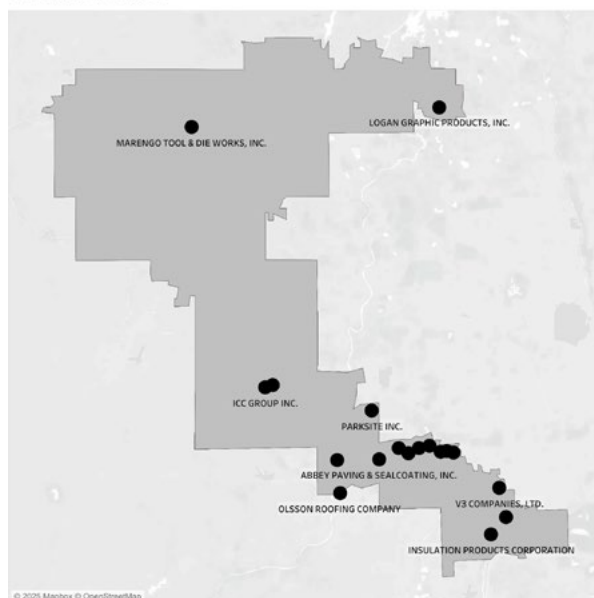 LOGAN GRAPHIC PRODUCTS, INC.
MARENGO TOOL & DIE WORKS, INC.
ICC GROUP INC.
PARKSITE INC.
ABBEY PAVING & SEALCOATING, INC.
V3 COMPANIES, LTD.
OLSSON ROOFING COMPANY
INSULATION PRODUCTS CORPORATION
© 2025 Mapbox © OpenStreetMap